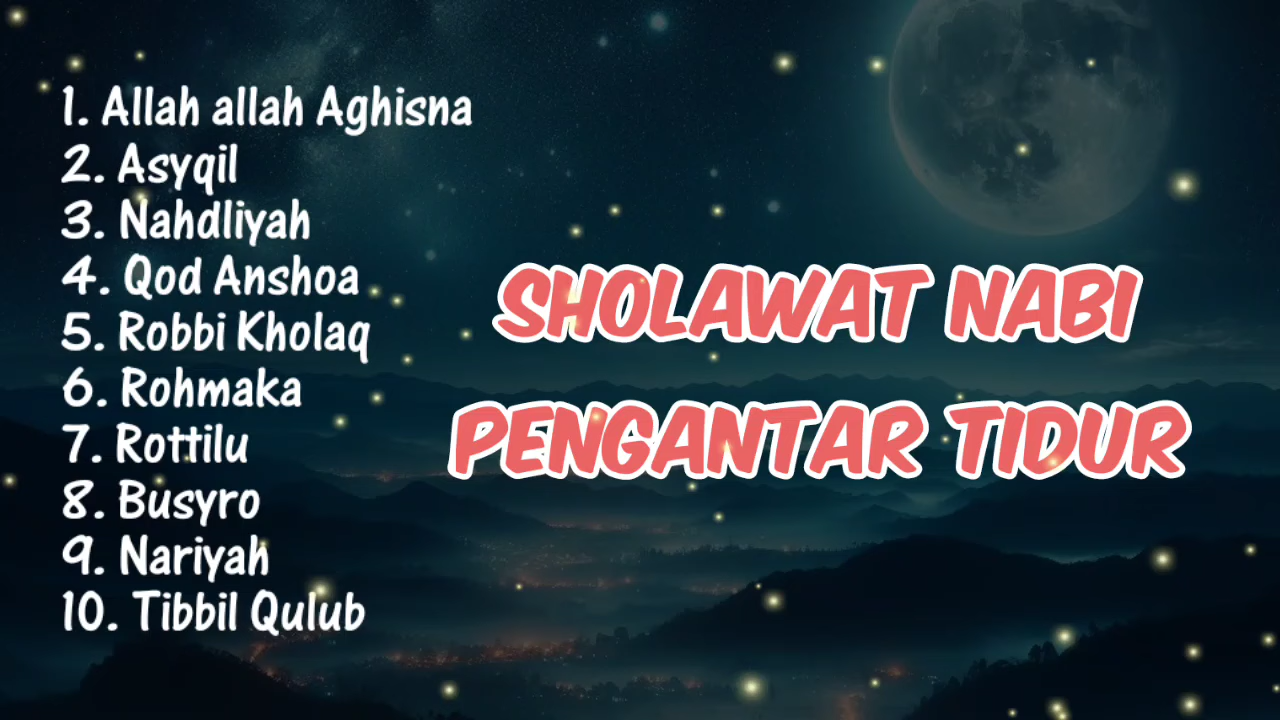 1. Allah allah Aghisna
2. Asyqil
3. Nahdliyah
4. Qod Anshoa
5. Robbi Kholaq
6. Rohmaka
7. Rottilu
8. Busyro
9. Nariyah
10. Tibbil Qulub
SHOLAWAT NABI
PENGANTAR TIDUR